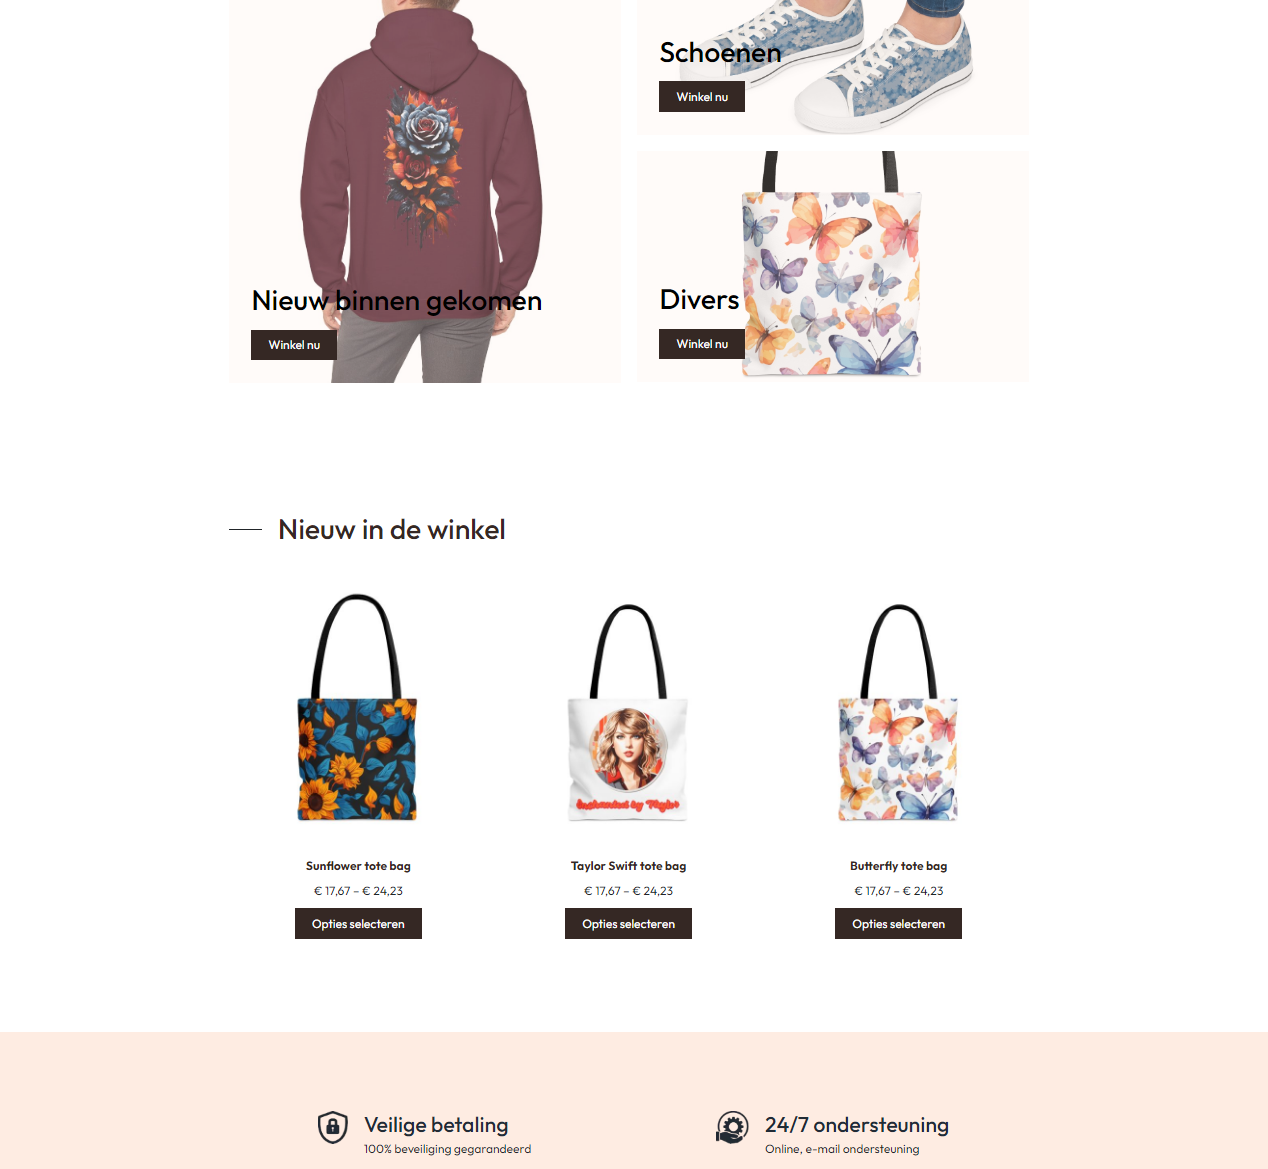 Schoenen
Winkel nu
Nieuw binnen gekomen
Winkel nu
Divers
Winkel nu
Nieuw in de winkel
Enchanted by Taylor
Sunflower tote bag
€ 17,67 – € 24,23
Opties selecteren
Taylor Swift tote bag
€ 17,67 – € 24,23
Opties selecteren
Butterfly tote bag
€ 17,67 – € 24,23
Opties selecteren
Veilige betaling
100% beveiliging gegarandeerd
24/7 ondersteuning
Online, e-mail ondersteuning